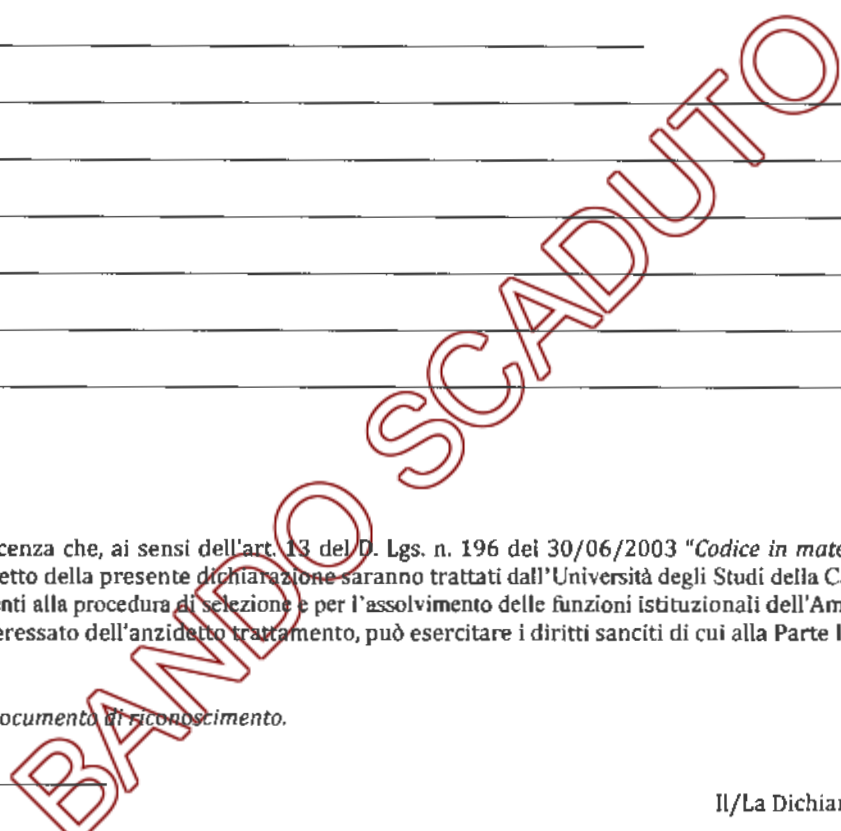 BANDO SCADUTO
cenza che, ai sensi dell'art. 13 del D. Lgs. n. 196 del 30/06/2003 "Codice in mate
etto della presente dichiarazione saranno trattati dall'Università degli Studi della C
enti alla procedura di selezione e per l'assolvimento delle funzioni istituzionali dell'Am
eressato dell'anzidetto trattamento, può esercitare i diritti sanciti di cui alla Parte
ocumento di riconoscimento.
Il/La Dichiar